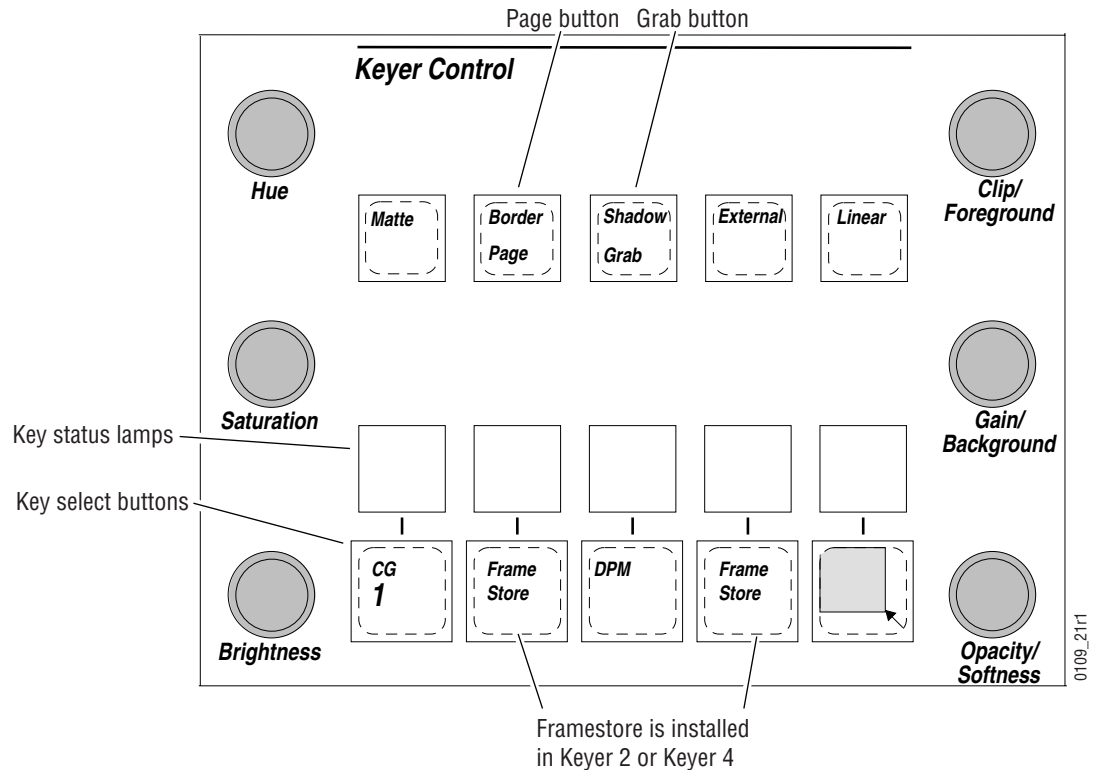 Page button Grab button
Keyer Control
Hue
Clip/
Foreground
Matte
Border
Page
Shadow
Grab
External
Linear
Saturation
Gain/
Background
Key status lamps
Key select buttons
CG
1
Frame
Store
DPM
Frame
Store
Brightness
Opacity/
Softness
0109_21r1
Framestore is installed
in Keyer 2 or Keyer 4